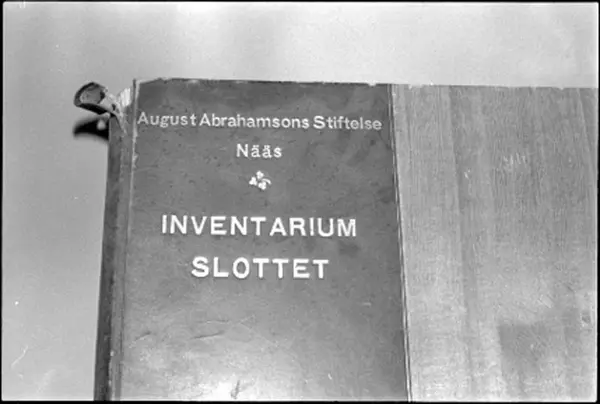 August Abrahamsons Stiftelse
Nääs
INVENTARIUM
SLOTTET